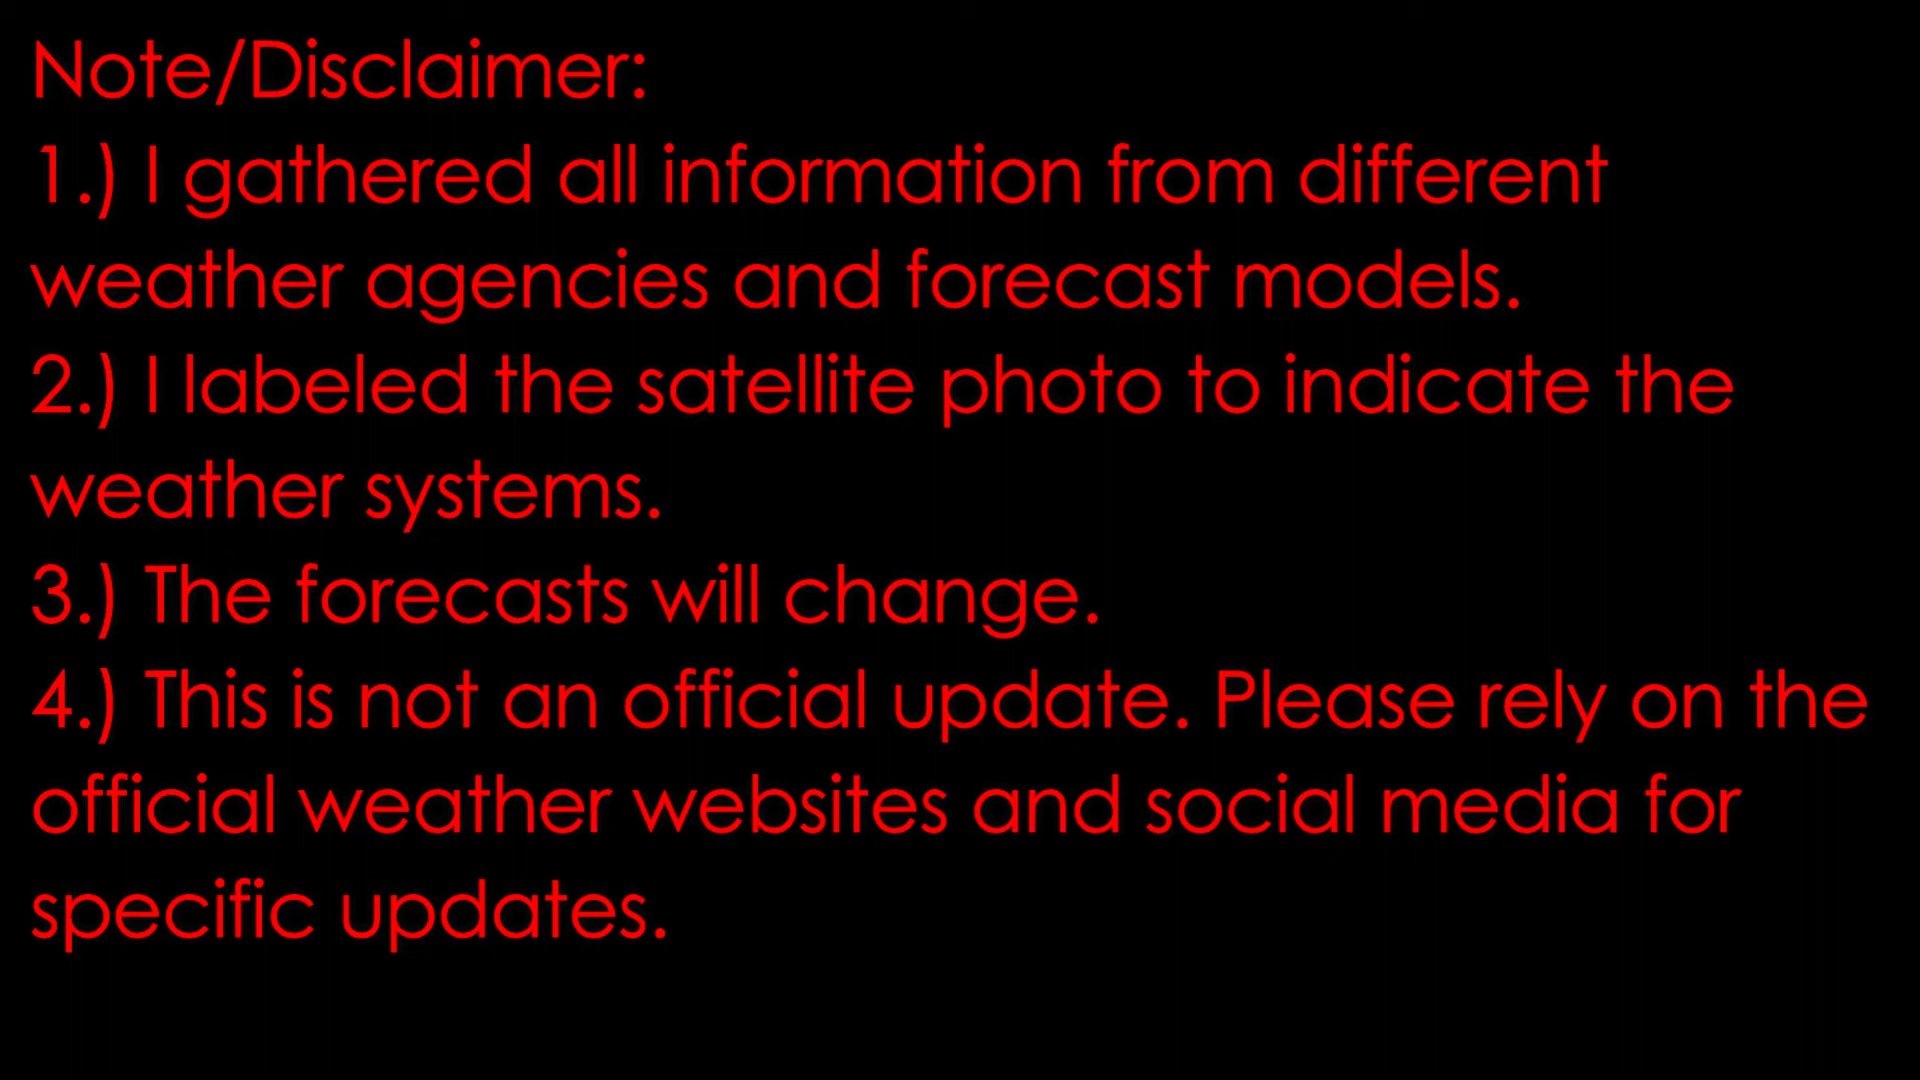 Note/Disclaimer:
1.) I gathered all information from different
weather agencies and forecast models.
2.) I labeled the satellite photo to indicate the
weather systems.
3.) The forecasts will change.
4.) This is not an official update. Please rely on the
official weather websites and social media for
specific updates.